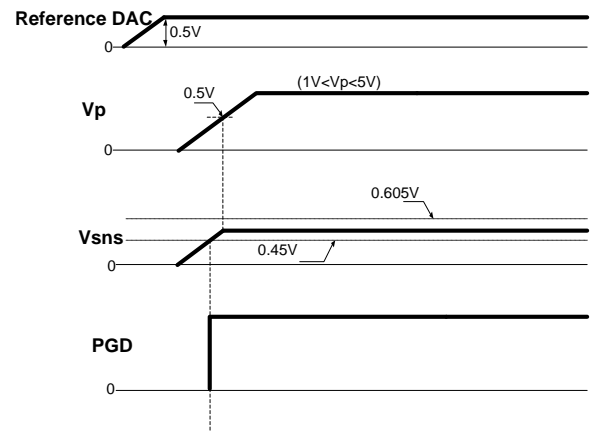 Reference DAC
0.5V
0
(1V<Vp<5V)
0.5V
Vp
0
0.605V
Vsns
0.45V
0
PGD
0